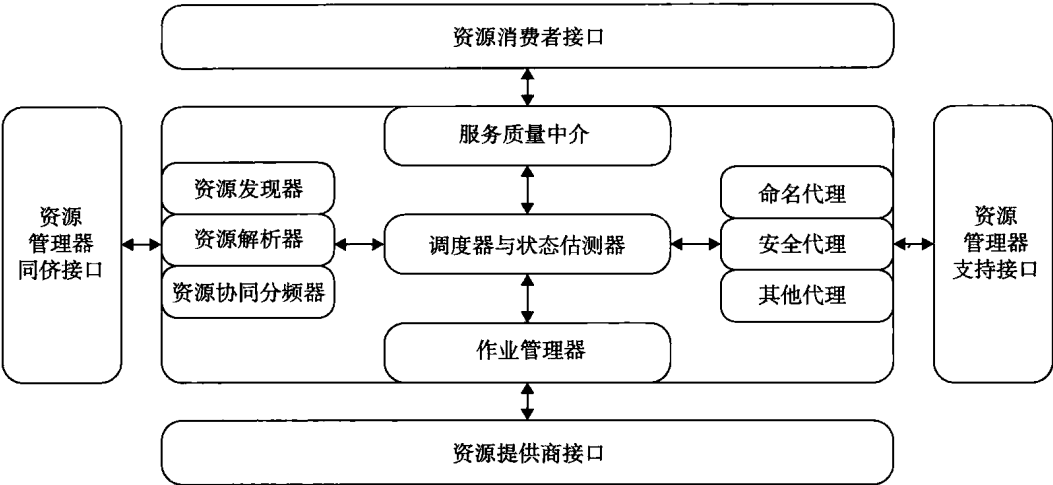 资源消费者接口
服务质量中介
资源发现器
资源解析器
资源协同分频器
调度器与状态估测器
命名代理
安全代理
其他代理
作业管理器
资源
管理器
同侪接口
资源
管理器
支持接口
资源提供商接口